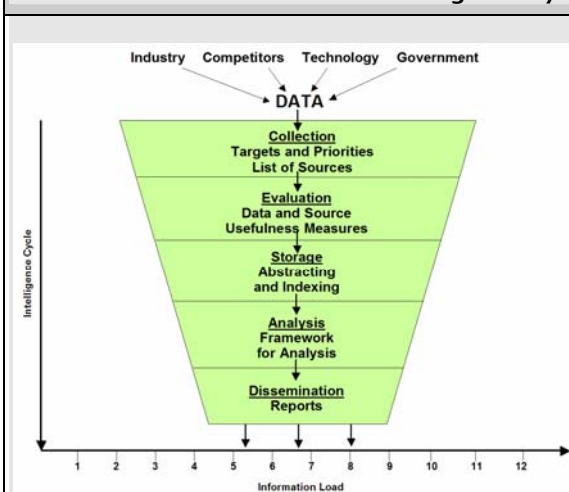 Industry Competitors Technology Government
DATA
Collection
Targets and Priorities
List of Sources
Evaluation
Data and Source
Usefulness Measures
Storage
Abstracting
and Indexing
Analysis
Framework
for Analysis
Dissemination
Reports
Intelligence Cycle
1 2 3 4 5 6 7 8 9 10 11 12
Information Load